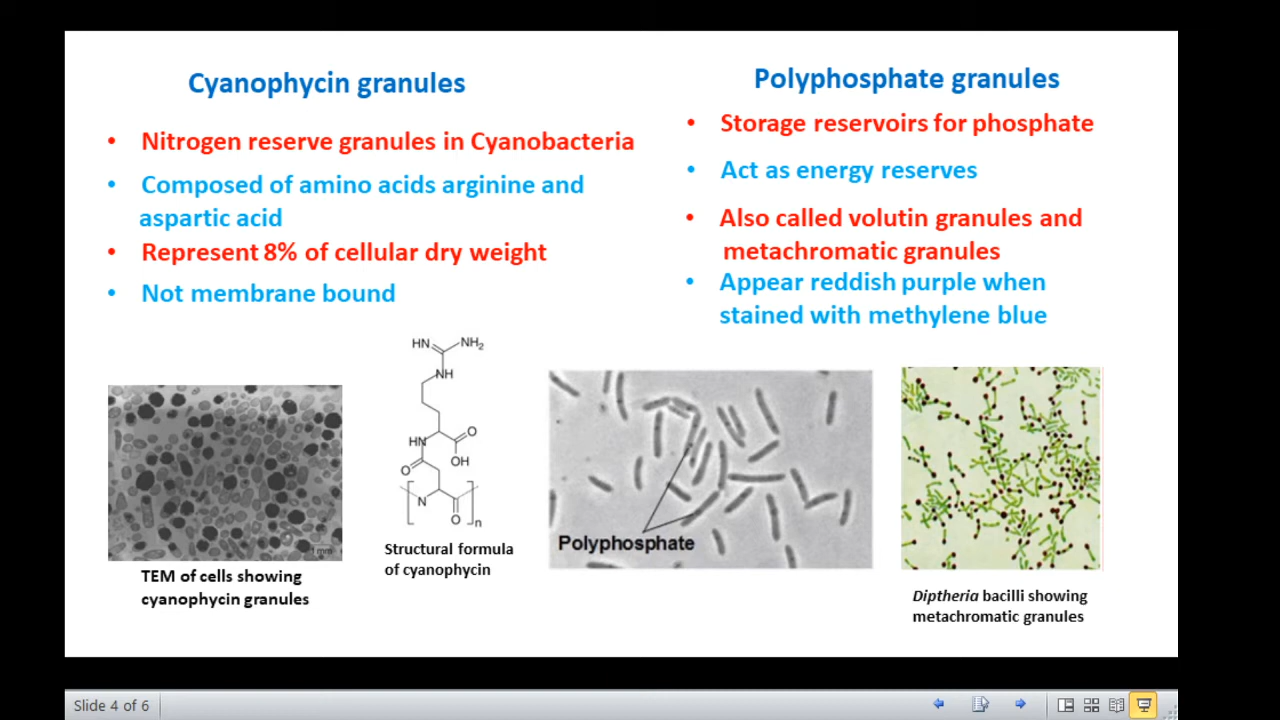 Cyanophycin granules
• Nitrogen reserve granules in Cyanobacteria
• Composed of amino acids arginine and
aspartic acid
• Represent 8% of cellular dry weight
• Not membrane bound
Polyphosphate granules
• Storage reservoirs for phosphate
• Act as energy reserves
• Also called volutin granules and
metachromatic granules
• Appear reddish purple when
stained with methylene blue
1 mm
TEM of cells showing
cyanophycin granules
HN NH2
NH
HN O
O OH
N
O n
Structural formula
of cyanophycin
Polyphosphate
Diptheria bacilli showing
metachromatic granules
Slide 4 of 6